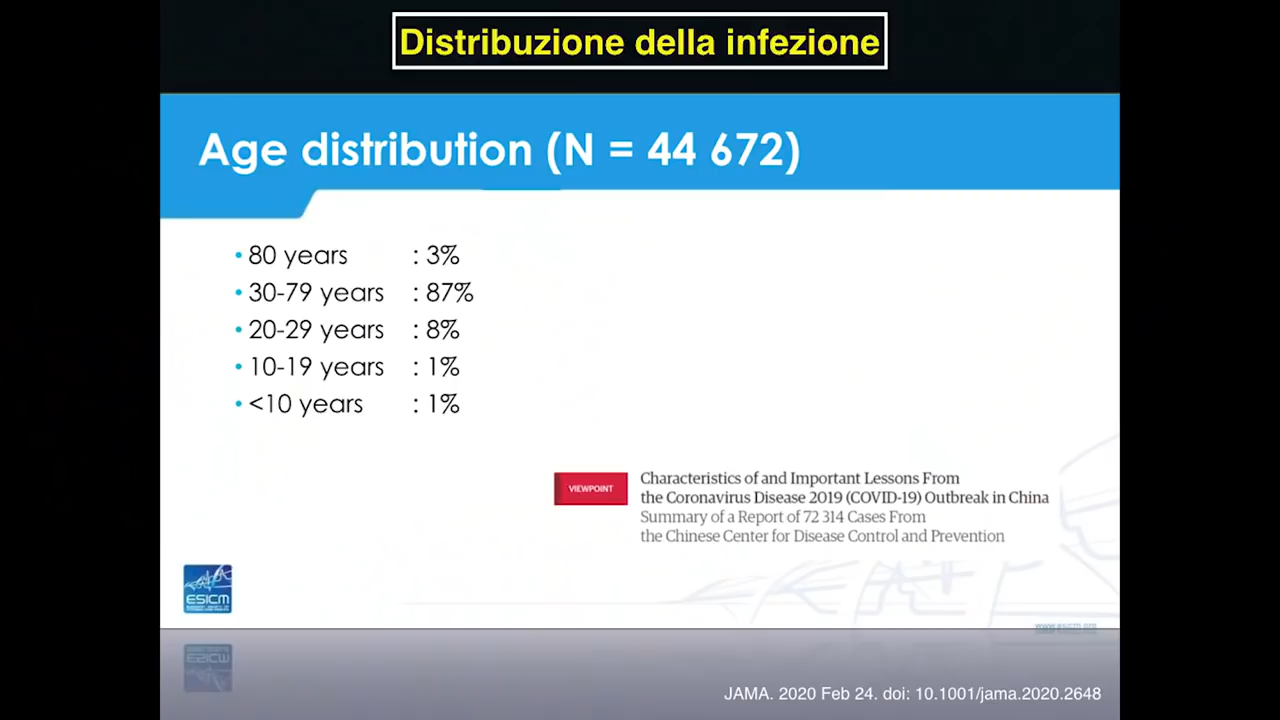 Distribuzione della infezione
Age distribution (N = 44 672)
• 80 years : 3%
• 30-79 years : 87%
• 20-29 years : 8%
• 10-19 years : 1%
• <10 years : 1%
VIEWPOINT
Characteristics of and Important Lessons From
the Coronavirus Disease 2019 (COVID-19) Outbreak in China
Summary of a Report of 72 314 Cases From
the Chinese Center for Disease Control and Prevention
ESICM
www.esicm.org
JAMA. 2020 Feb 24. doi: 10.1001/jama.2020.2648